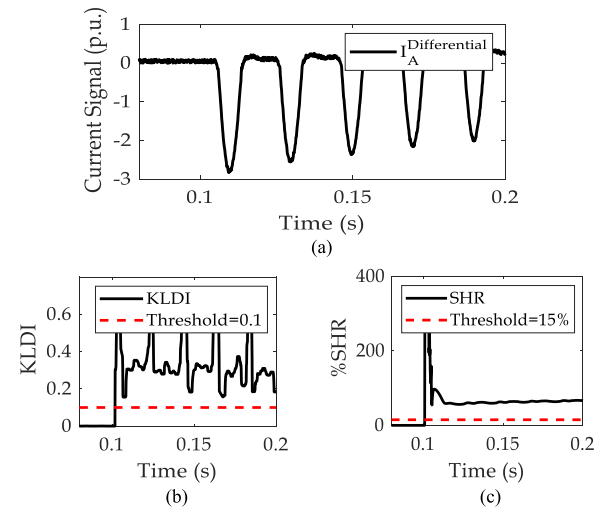 Current Signal (p.u.)
1
0
-1
-2
-3
I_A^Differential
0.1
0.15
0.2
Time (s)
(a)
KLDI
0.6
0.4
0.2
0
KLDI
Threshold=0.1
0.1
0.15
0.2
Time (s)
(b)
%SHR
400
200
0
SHR
Threshold=15%
0.1
0.15
0.2
Time (s)
(c)